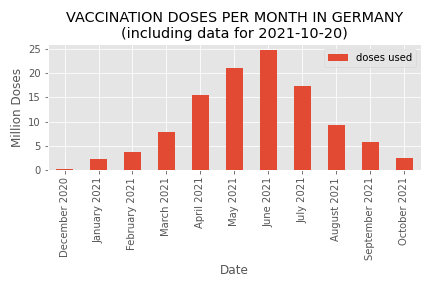 VACCINATION DOSES PER MONTH IN GERMANY
(including data for 2021-10-20)
doses used
Million Doses
25
20
15
10
5
0
December 2020
January 2021
February 2021
March 2021
April 2021
May 2021
June 2021
July 2021
August 2021
September 2021
October 2021
Date